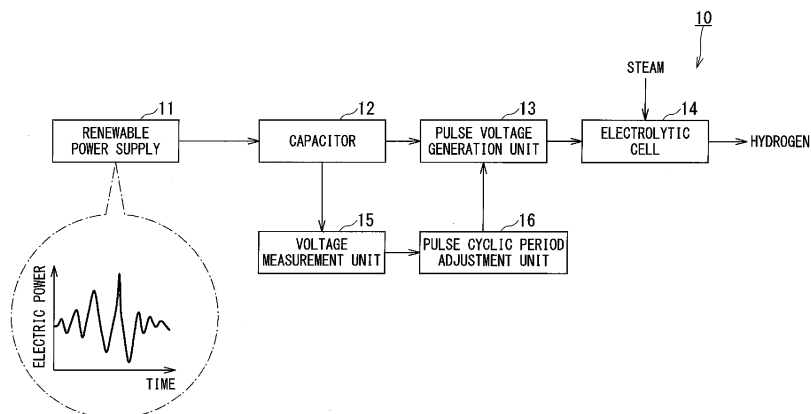 10
STEAM
11
12
13
14
RENEWABLE
POWER SUPPLY
CAPACITOR
PULSE VOLTAGE
GENERATION UNIT
ELECTROLYTIC
CELL
HYDROGEN
15
16
VOLTAGE
MEASUREMENT UNIT
PULSE CYCLIC PERIOD
ADJUSTMENT UNIT
ELECTRIC POWER
TIME